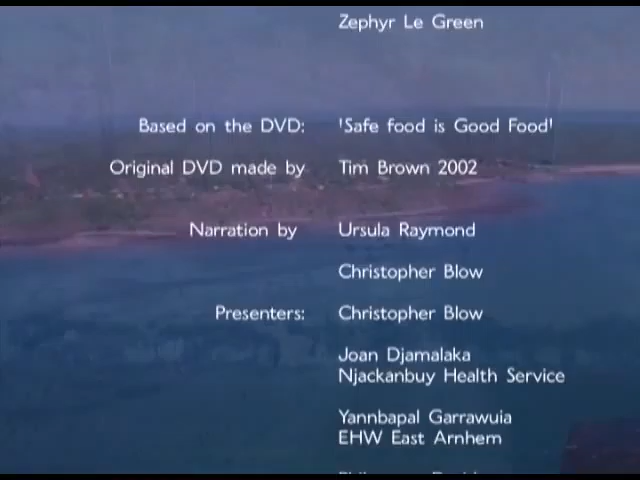 Zephyr Le Green
Based on the DVD: 'Safe food is Good Food'
Original DVD made by Tim Brown 2002
Narration by Ursula Raymond
Christopher Blow
Presenters: Christopher Blow
Joan Djamalaka
Njackanbuy Health Service
Yannbapal Garrawuia
EHW East Arnhem